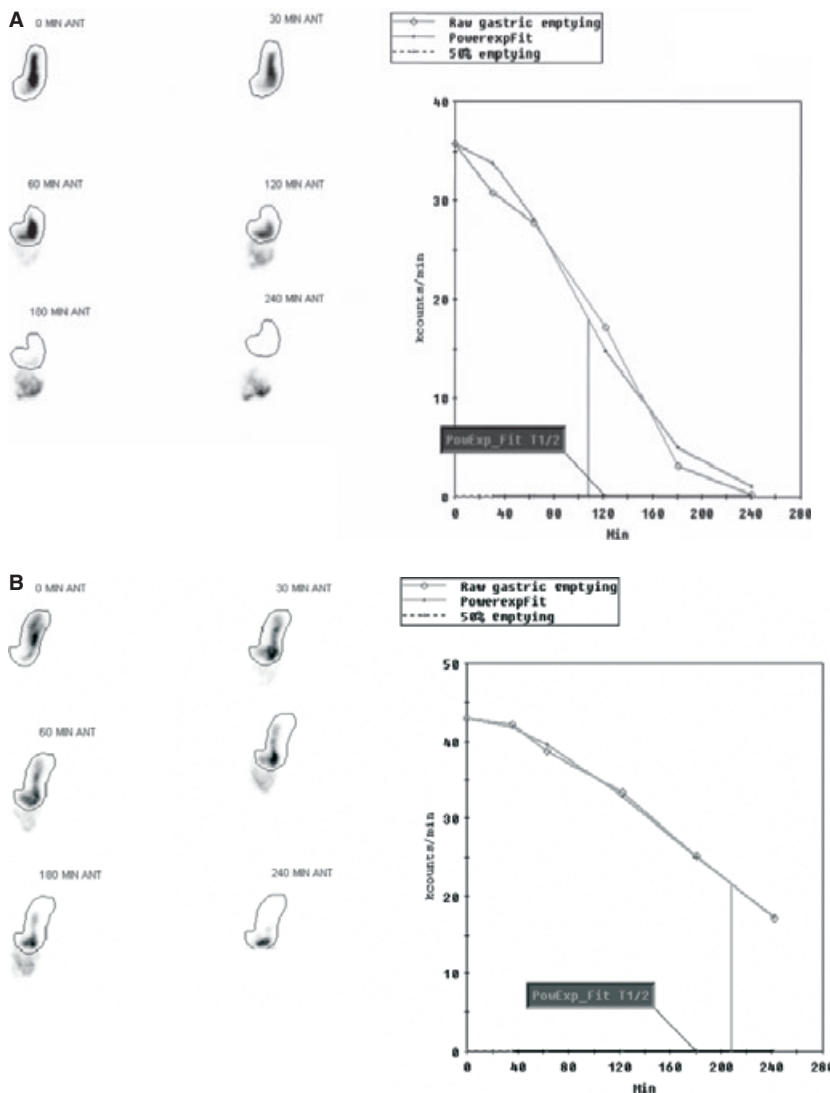 A
0 MIN ANT
30 MIN ANT
60 MIN ANT
120 MIN ANT
180 MIN ANT
240 MIN ANT
Raw gastric emptying
PowerexpFit
50% emptying
40
30
20
10
0
kcounts/min
PowExp_Fit T1/2
0 40 80 120 160 200 240 280
Min
B
0 MIN ANT
30 MIN ANT
60 MIN ANT
180 MIN ANT
240 MIN ANT
Raw gastric emptying
PowerexpFit
50% emptying
50
40
30
20
10
0
kcounts/min
PowExp_Fit T1/2
0 40 80 120 160 200 240 280
Min